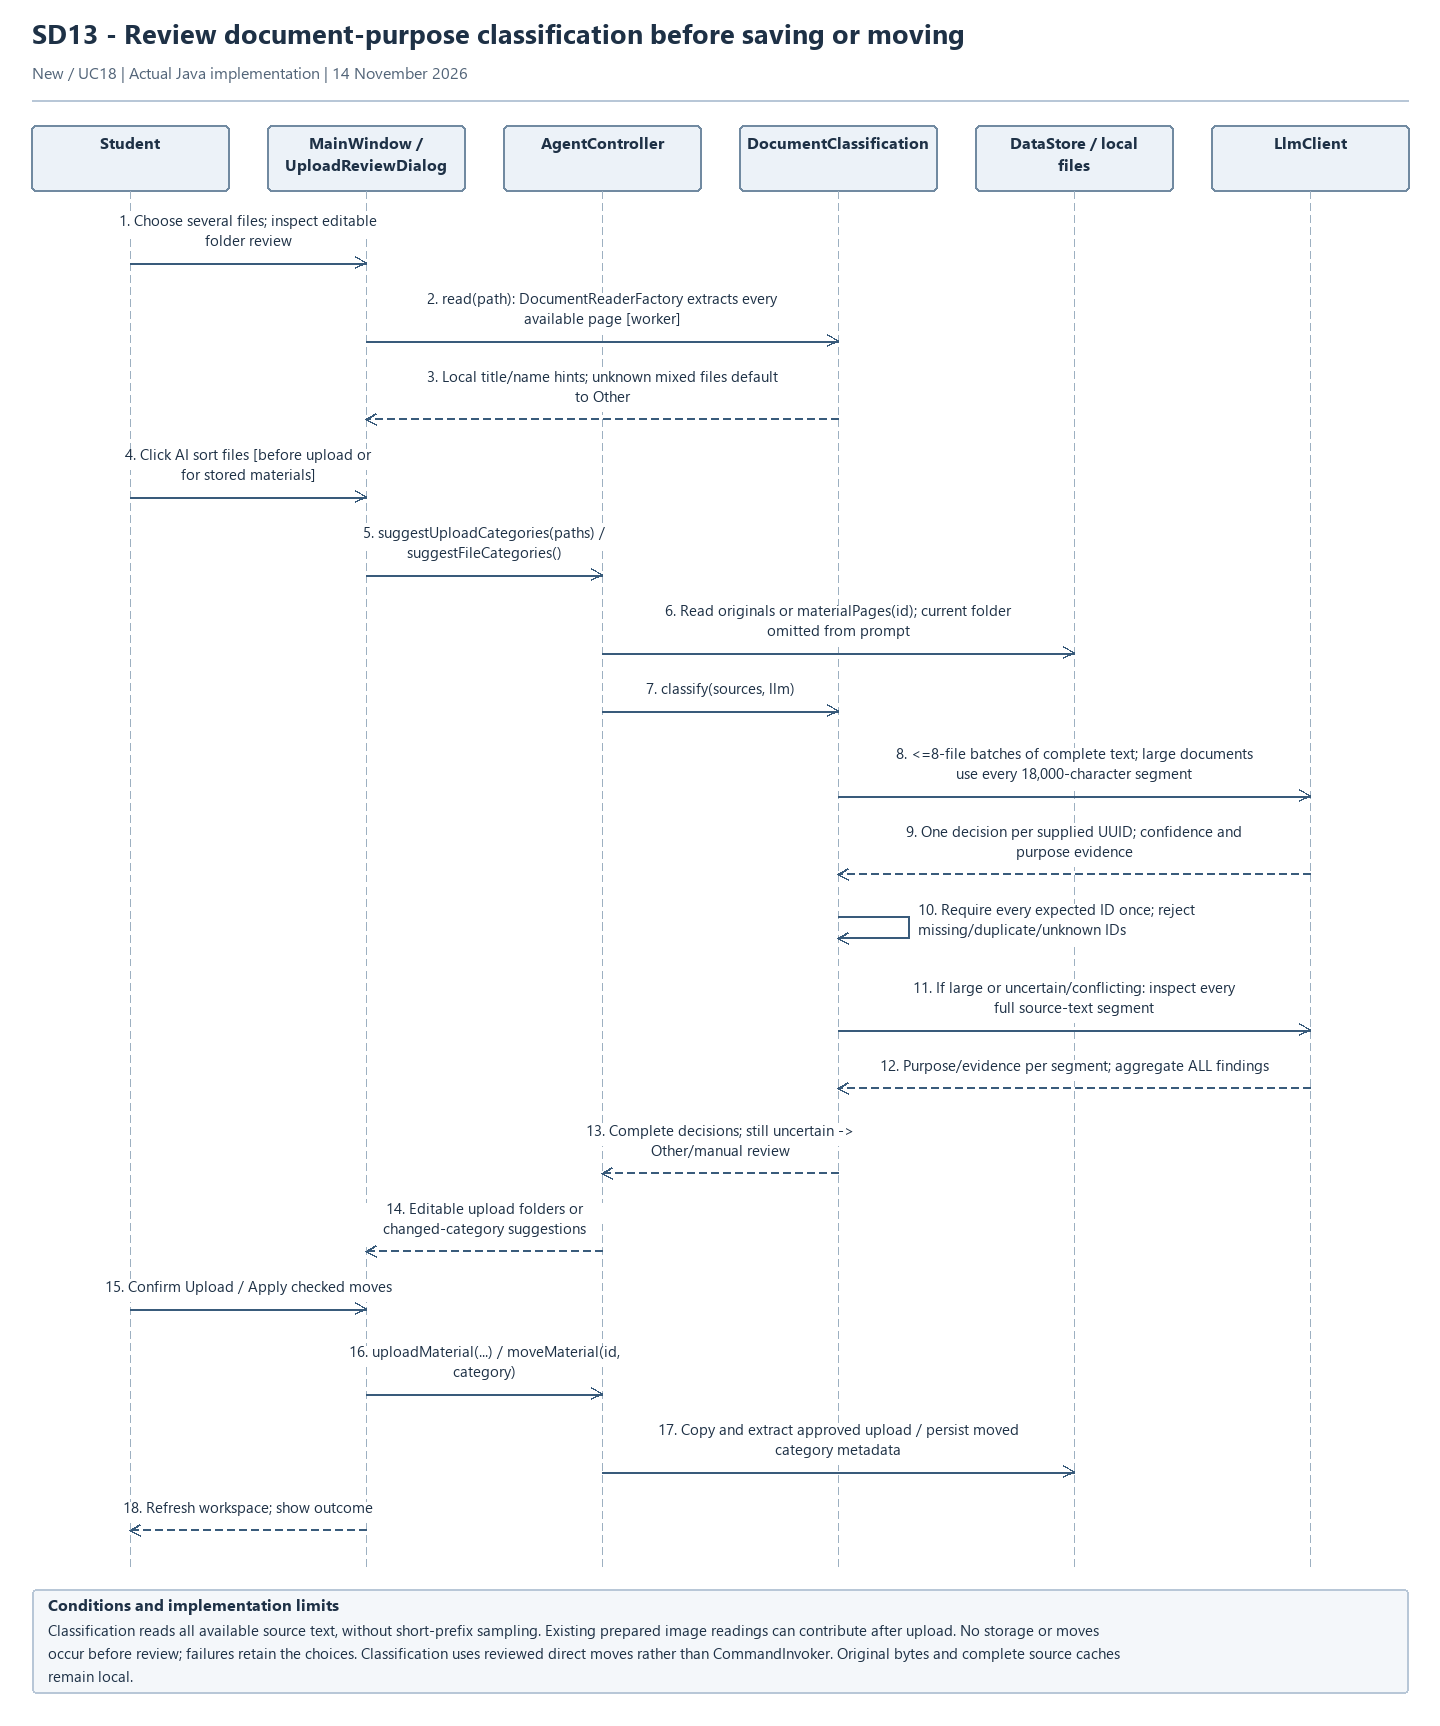 SD13 - Review document-purpose classification before saving or moving
New / UC18 | Actual Java implementation | 14 November 2026
Student
MainWindow /
UploadReviewDialog
AgentController
DocumentClassification
DataStore / local
files
LlmClient
1. Choose several files; inspect editable
folder review
2. read(path): DocumentReaderFactory extracts every
available page [worker]
3. Local title/name hints; unknown mixed files default
to Other
4. Click AI sort files [before upload or
for stored materials]
5. suggestUploadCategories(paths) /
suggestFileCategories()
6. Read originals or materialPages(id); current folder
omitted from prompt
7. classify(sources, llm)
8. <=8-file batches of complete text; large documents
use every 18,000-character segment
9. One decision per supplied UUID; confidence and
purpose evidence
10. Require every expected ID once; reject
missing/duplicate/unknown IDs
11. If large or uncertain/conflicting: inspect every
full source-text segment
12. Purpose/evidence per segment; aggregate ALL findings
13. Complete decisions; still uncertain ->
Other/manual review
14. Editable upload folders or
changed-category suggestions
15. Confirm Upload / Apply checked moves
16. uploadMaterial(...) / moveMaterial(id,
category)
17. Copy and extract approved upload / persist moved
category metadata
18. Refresh workspace; show outcome
Conditions and implementation limits
Classification reads all available source text, without short-prefix sampling. Existing prepared image readings can contribute after upload. No storage or moves
occur before review; failures retain the choices. Classification uses reviewed direct moves rather than CommandInvoker. Original bytes and complete source caches
remain local.